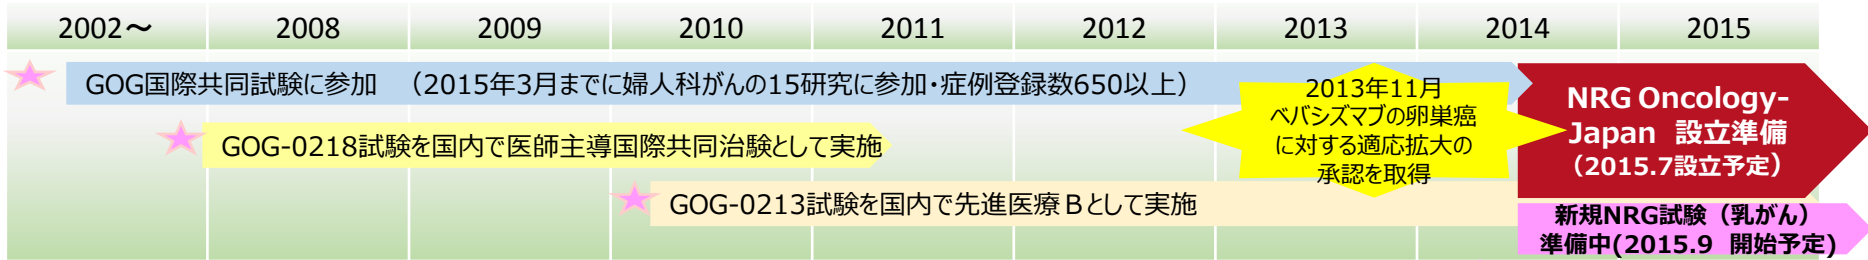 2002～ 2008 2009 2010 2011 2012 2013 2014 2015
GOG国際共同試験に参加　（2015年3月までに婦人科がんの15研究に参加・症例登録数650以上）
GOG-0218試験を国内で医師主導国際共同治験として実施
GOG-0213試験を国内で先進医療Ｂとして実施
2013年11月
ベバシズマブの卵巣癌
に対する適応拡大の
承認を取得
NRG Oncology-
Japan 設立準備
（2015.7設立予定）
新規NRG試験（乳がん）
準備中(2015.9 開始予定)